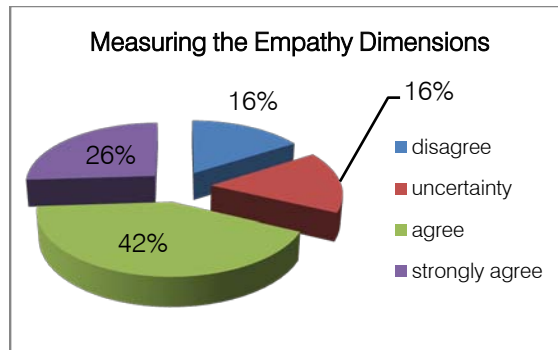 Measuring the Empathy Dimensions
16%
16%
26%
42%
disagree
uncertainty
agree
strongly agree